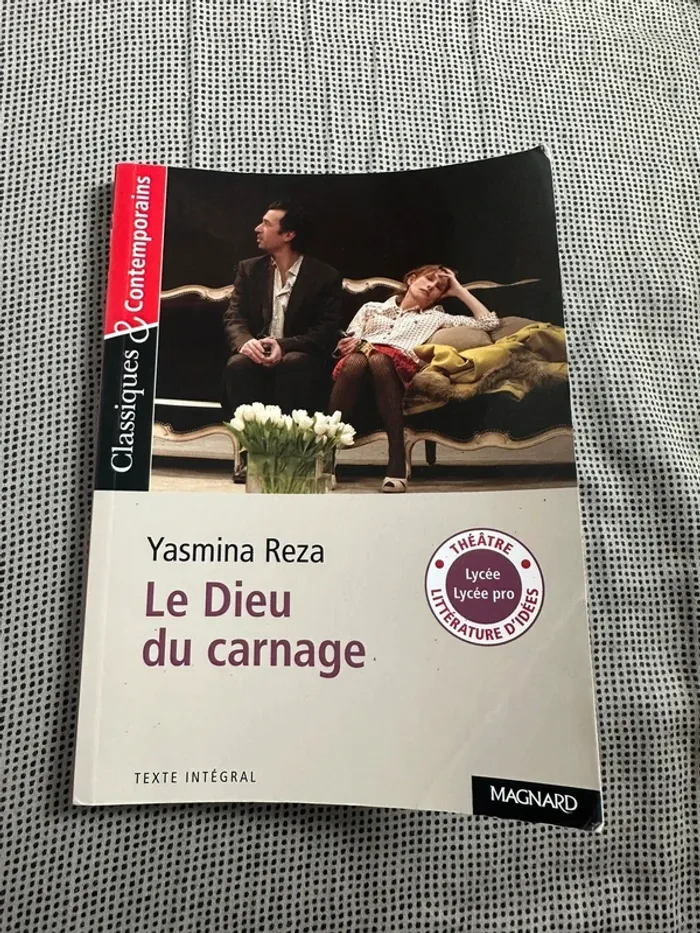 Classiques & Contemporains
Yasmina Reza
Le Dieu
du carnage
THÉÂTRE
Lycée
Lycée pro
LITTÉRATURE D'IDÉES
TEXTE INTÉGRAL
MAGNARD